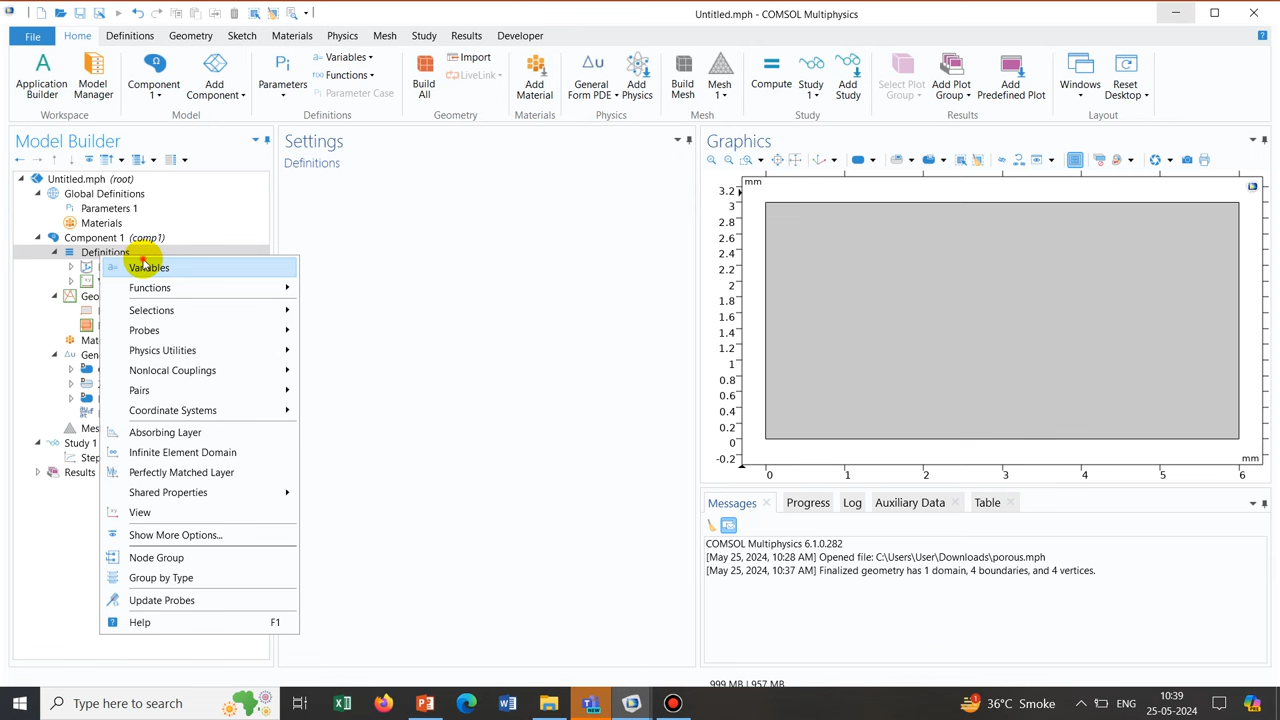 Untitled.mph - COMSOL Multiphysics
File Home Definitions Geometry Sketch Materials Physics Mesh Study Results Developer
Application Builder
Model Manager
Workspace
Component 1
Add Component
Model
Parameters
Variables
Functions
Parameter Case
Definitions
Build All
Import
LiveLink
Geometry
Add Material
Materials
General Form PDE
Add Physics
Physics
Build Mesh
Mesh 1
Mesh
Compute
Study 1
Add Study
Study
Select Plot Group
Add Plot Group
Add Predefined Plot
Results
Windows
Reset Desktop
Layout
Model Builder
Untitled.mph (root)
Global Definitions
Parameters 1
Materials
Component 1 (comp1)
Definitions
Geo
Mat
Gen
Mes
Study 1
Step
Results
Variables
Functions
Selections
Probes
Physics Utilities
Nonlocal Couplings
Pairs
Coordinate Systems
Absorbing Layer
Infinite Element Domain
Perfectly Matched Layer
Shared Properties
View
Show More Options...
Node Group
Group by Type
Update Probes
Help F1
Settings
Definitions
Graphics
mm
3.2
3
2.8
2.6
2.4
2.2
2
1.8
1.6
1.4
1.2
1
0.8
0.6
0.4
0.2
0
-0.2
mm
0 1 2 3 4 5 6
Messages Progress Log Auxiliary Data Table
COMSOL Multiphysics 6.1.0.282
[May 25, 2024, 10:28 AM] Opened file: C:\Users\User\Downloads\porous.mph
[May 25, 2024, 10:37 AM] Finalized geometry has 1 domain, 4 boundaries, and 4 vertices.
999 MB | 957 MB
Type here to search
36°C Smoke
10:39
25-05-2024